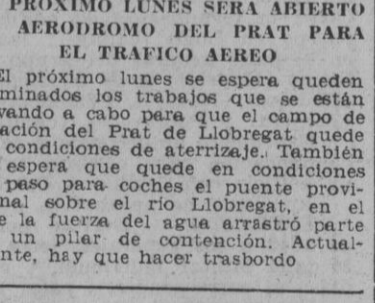 PROXIMO LUNES SERA ABIERTO
AERODROMO DEL PRAT PARA
EL TRAFICO AEREO
El próximo lunes se espera queden
minados los trabajos que se están
vando a cabo para que el campo de
ación del Prat de Llobregat quede
condiciones de aterrizaje. También
espera que quede en condiciones
paso para coches el puente provi-
nal sobre el río Llobregat, en el
e la fuerza del agua arrastró parte
un pilar de contención. Actual-
nte, hay que hacer trasbordo